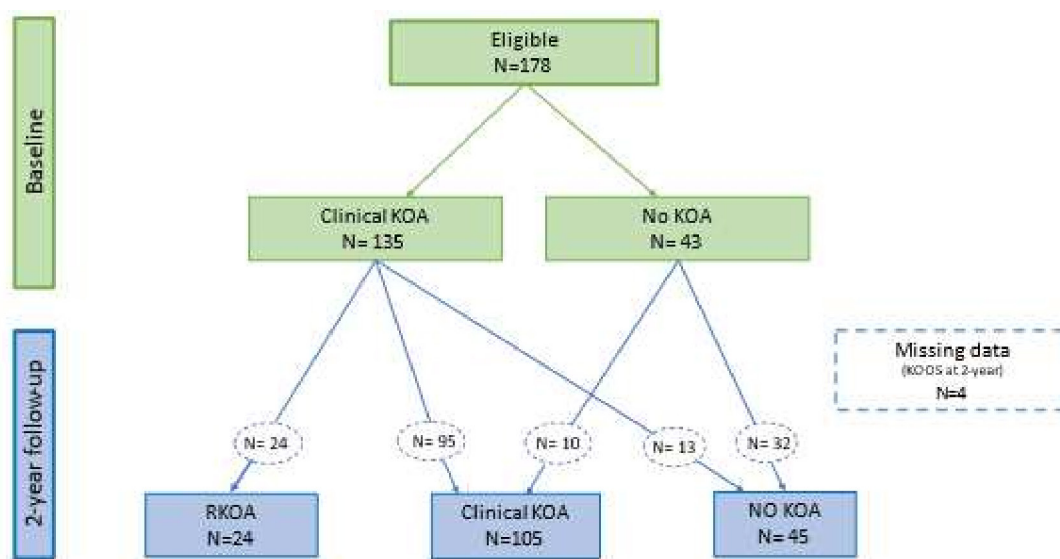 Baseline
Eligible
N=178
Clinical KOA
N= 135
No KOA
N= 43
2-year follow-up
Missing data
(KOOS at 2-year)
N=4
N= 24
N= 95
N= 10
N= 13
N= 32
RKOA
N=24
Clinical KOA
N=105
NO KOA
N= 45